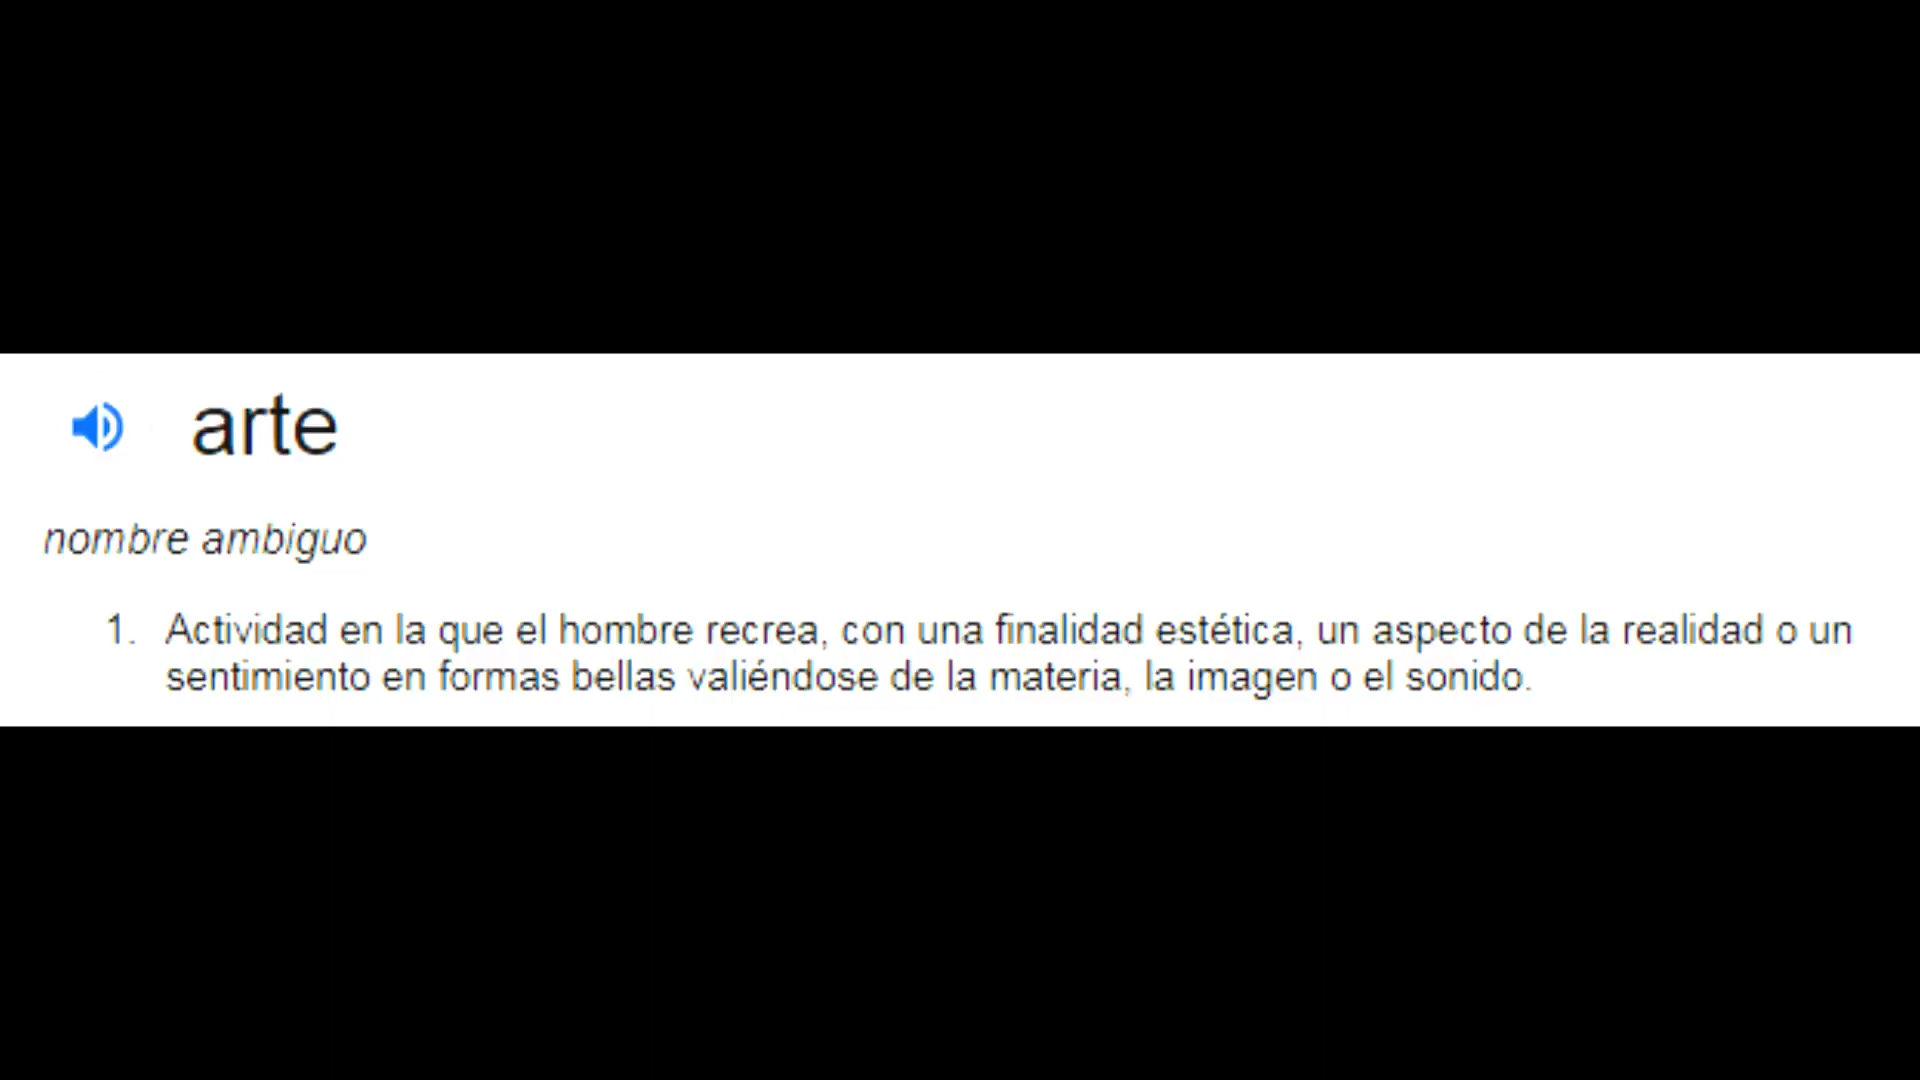 arte
nombre ambiguo
1. Actividad en la que el hombre recrea, con una finalidad estética, un aspecto de la realidad o un
sentimiento en formas bellas valiéndose de la materia, la imagen o el sonido.